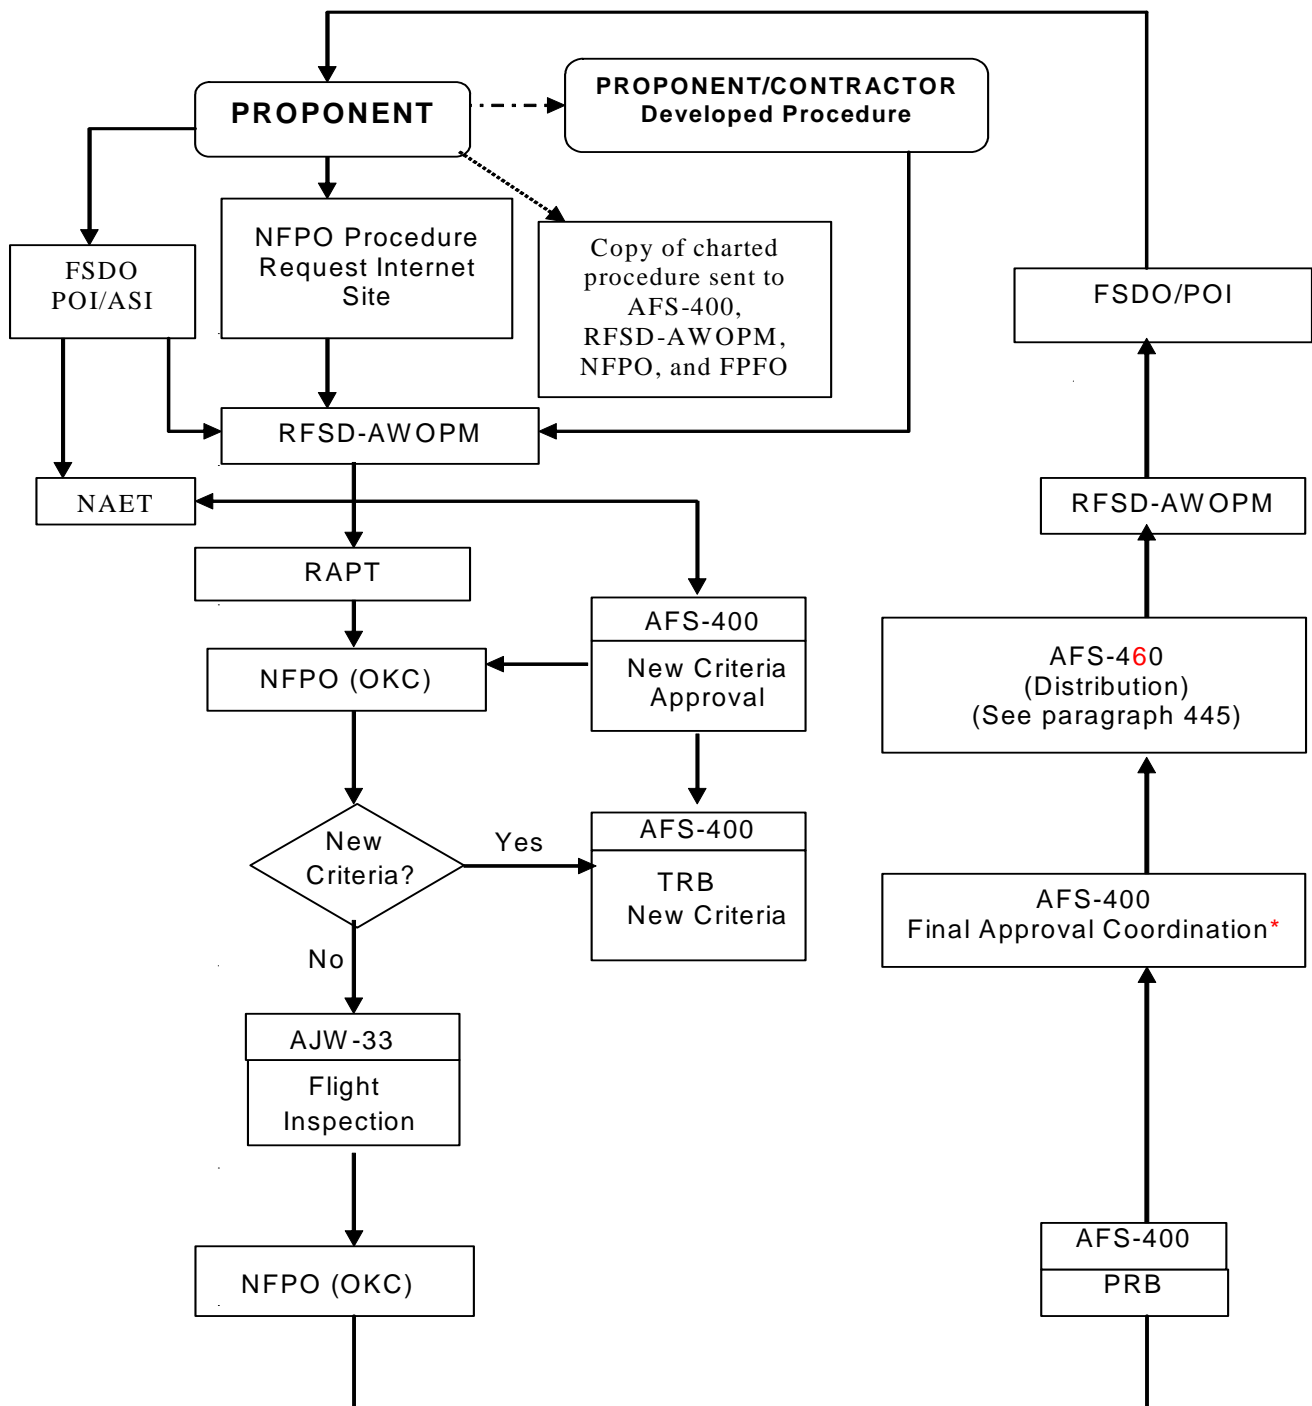 PROPONENT
PROPONENT/CONTRACTOR
Developed Procedure
FSDO
POI/ASI
NFPO Procedure
Request Internet
Site
Copy of charted
procedure sent to
AFS-400,
RFSD-AWOPM,
NFPO, and FPFO
FSDO/POI
RFSD-AWOPM
NAET
RFSD-AWOPM
RAPT
AFS-400
New Criteria
Approval
NFPO (OKC)
AFS-460
(Distribution)
(See paragraph 445)
New
Criteria?
Yes
No
AFS-400
TRB
New Criteria
AFS-400
Final Approval Coordination*
AJW-33
Flight
Inspection
NFPO (OKC)
AFS-400
PRB